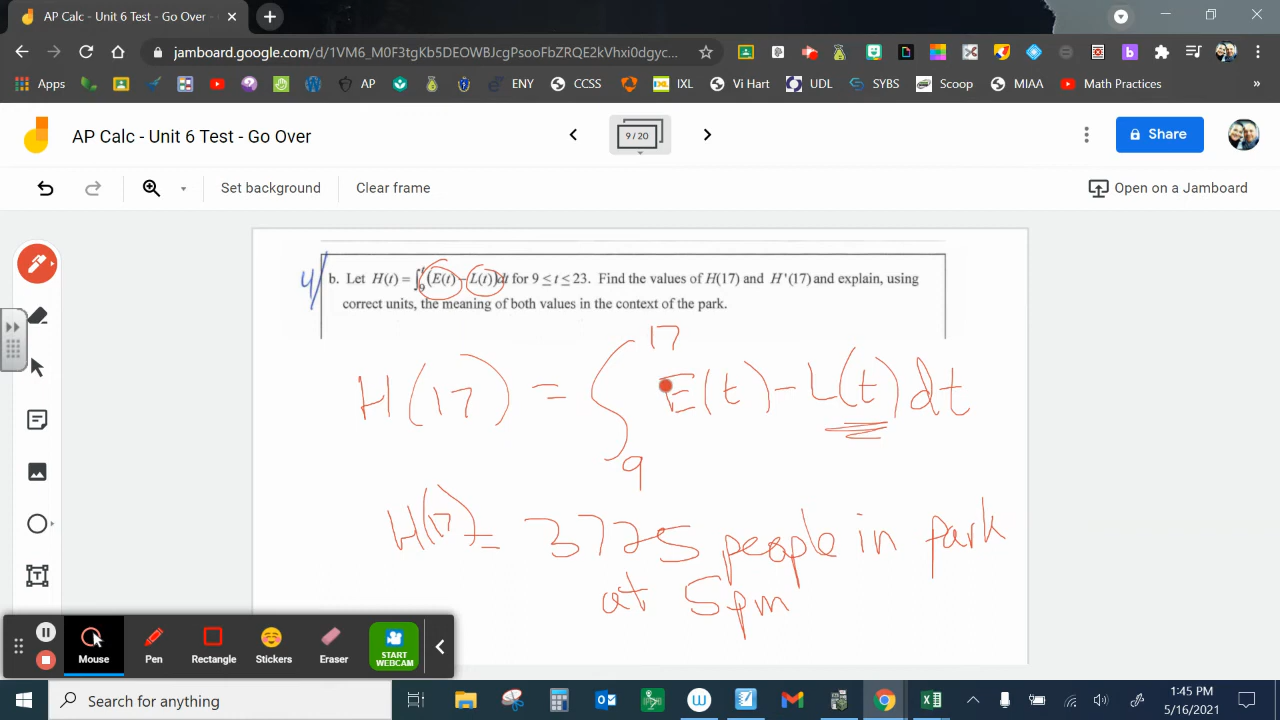 AP Calc - Unit 6 Test - Go Over -
jamboard.google.com/d/1VM6_M0F3tgKb5DEOWBJcgP3ooFbZRQE2kVhxi0dgyc...
Apps AP ENY CCSS IXL Vi Hart UDL SYBS Scoop MIAA Math Practices »
AP Calc - Unit 6 Test - Go Over
9 / 20
Share
Set background Clear frame
Open on a Jamboard
4/
b. Let H(t) = ∫₉ᵗ (E(t) - L(t))dt for 9 ≤ t ≤ 23. Find the values of H(17) and H '(17) and explain, using
correct units, the meaning of both values in the context of the park.
H(17) = ∫₉¹⁷ E(t) - L(t) dt
H(17) = 3725 people in park
at 5pm
Mouse Pen Rectangle Stickers Eraser START WEBCAM
Search for anything
1:45 PM
5/16/2021